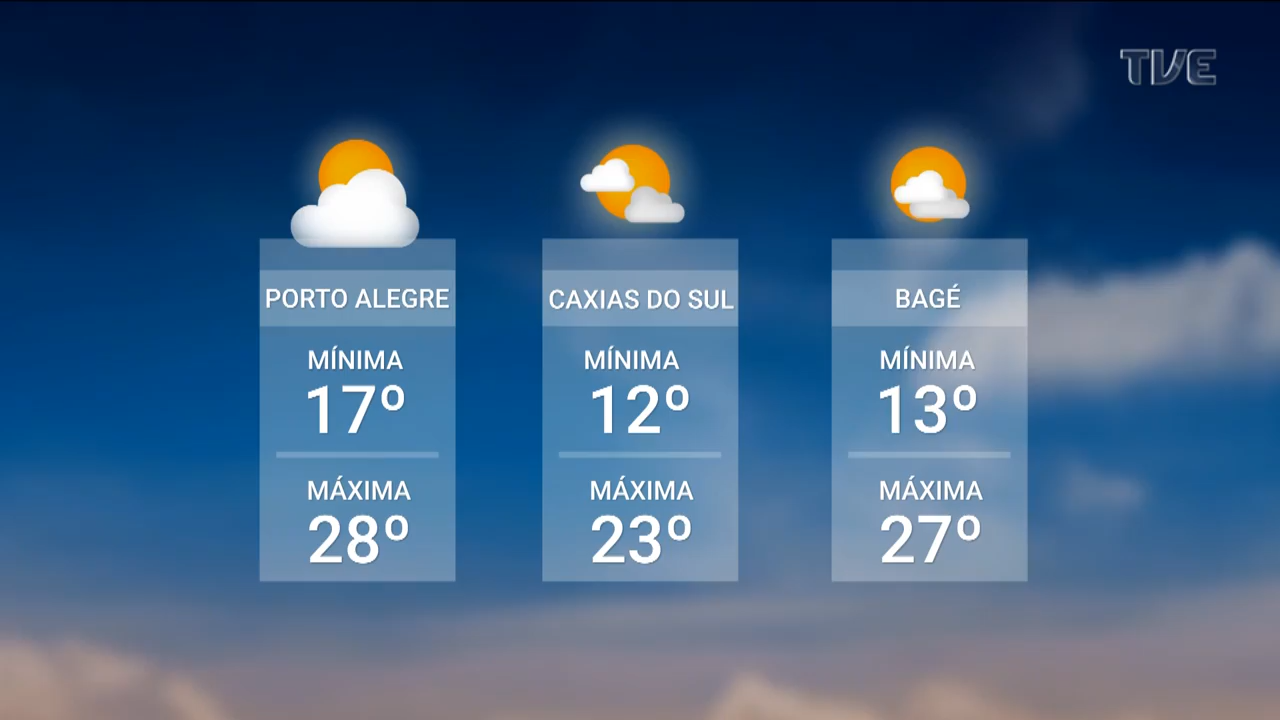 TVE
PORTO ALEGRE
MÍNIMA
17º
MÁXIMA
28º
CAXIAS DO SUL
MÍNIMA
12º
MÁXIMA
23º
BAGÉ
MÍNIMA
13º
MÁXIMA
27º